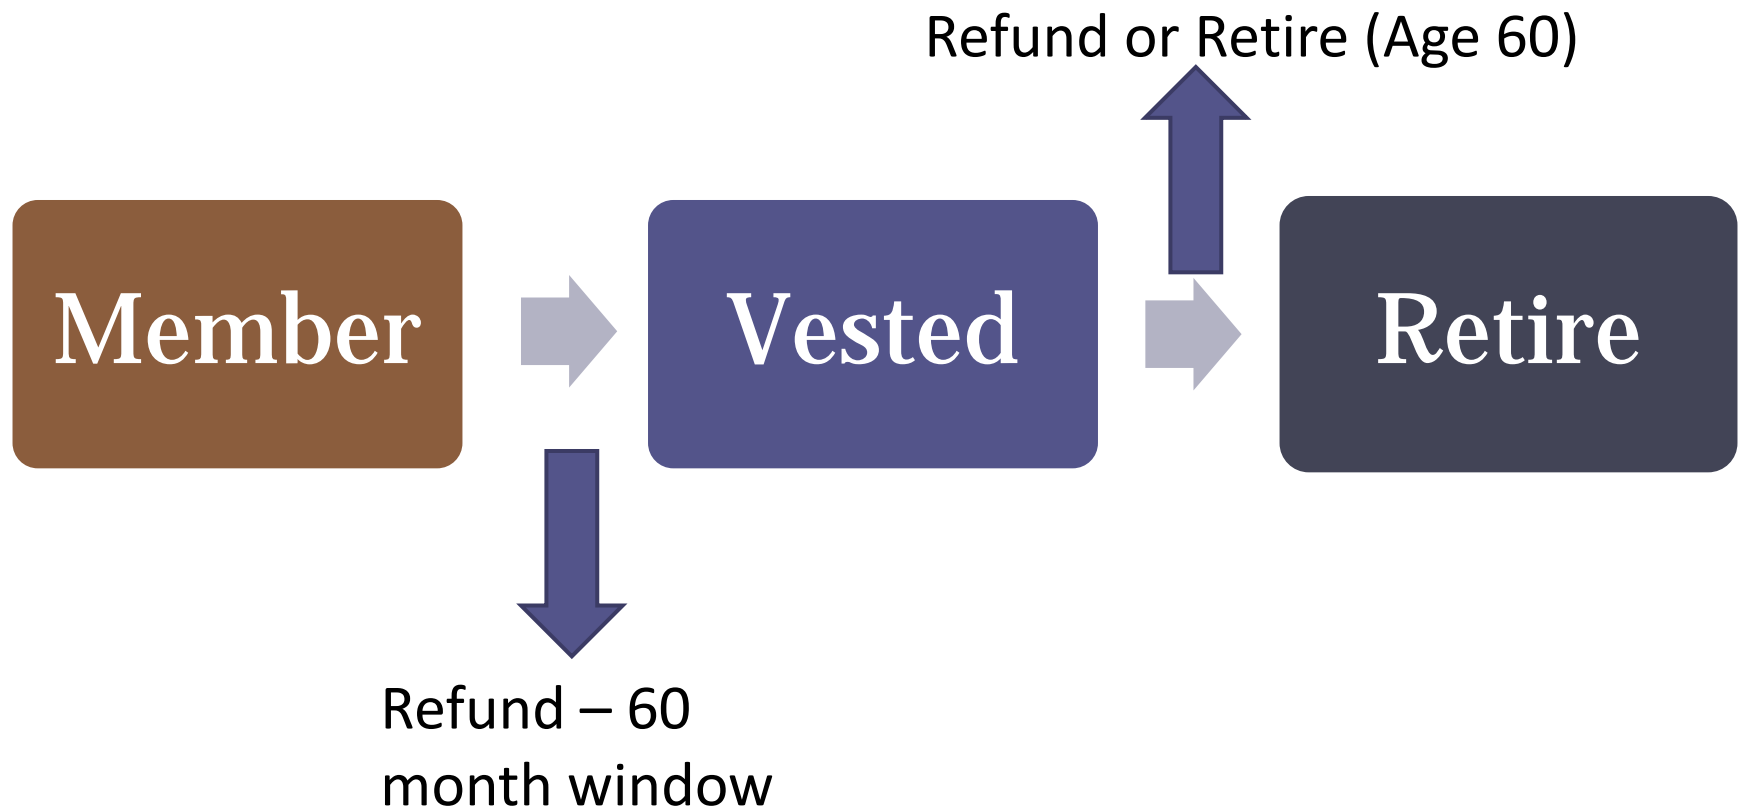 Refund or Retire (Age 60)
Member
Vested
Retire
Refund – 60
month window